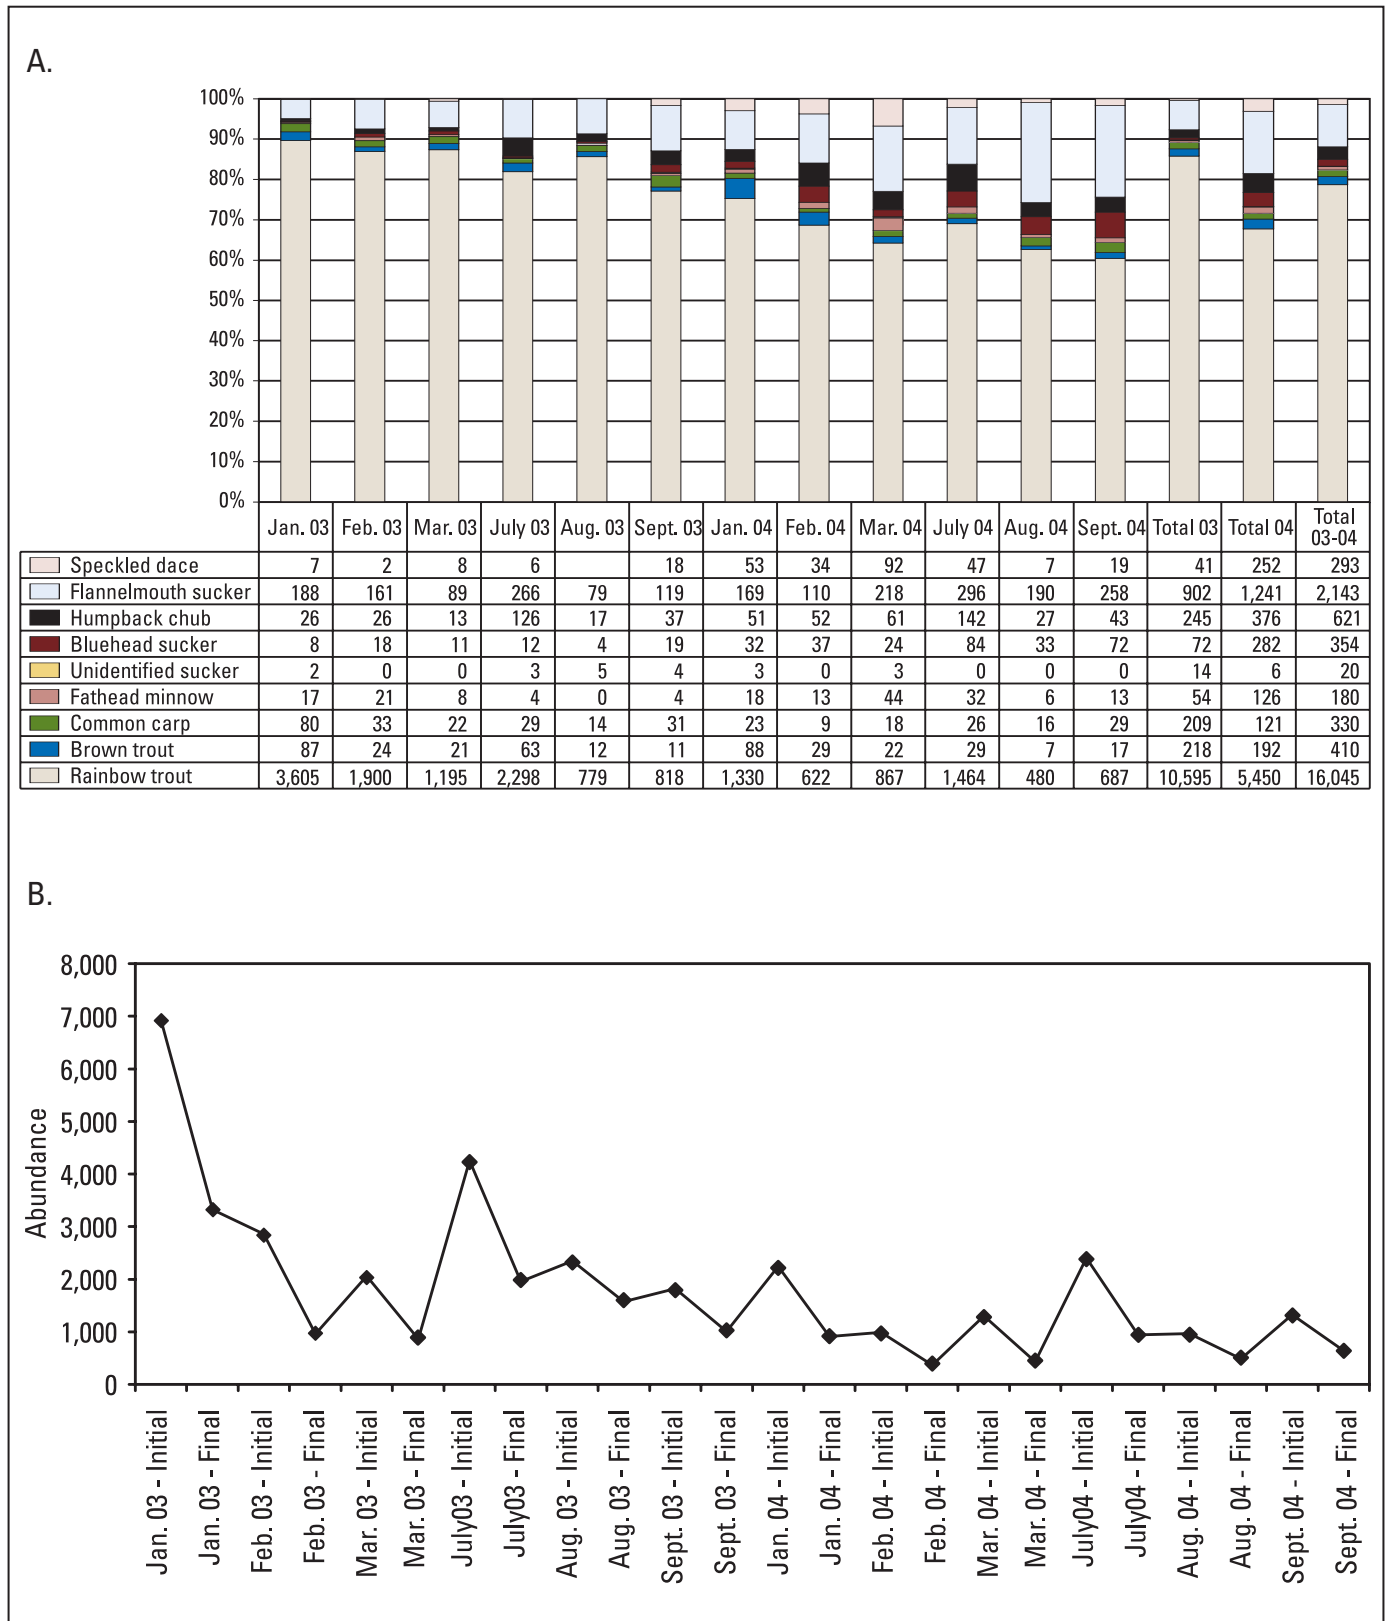 A.
100%
90%
80%
70%
60%
50%
40%
30%
20%
10%
0%
Jan. 03 Feb. 03 Mar. 03 July 03 Aug. 03 Sept. 03 Jan. 04 Feb. 04 Mar. 04 July 04 Aug. 04 Sept. 04 Total 03 Total 04 Total 03-04
Speckled dace 7 2 8 6 18 53 34 92 47 7 19 41 252 293
Flannelmouth sucker 188 161 89 266 79 119 169 110 218 296 190 258 902 1,241 2,143
Humpback chub 26 26 13 126 17 37 51 52 61 142 27 43 245 376 621
Bluehead sucker 8 18 11 12 4 19 32 37 24 84 33 72 72 282 354
Unidentified sucker 2 0 0 3 5 4 3 0 3 0 0 0 14 6 20
Fathead minnow 17 21 8 4 0 4 18 13 44 32 6 13 54 126 180
Common carp 80 33 22 29 14 31 23 9 18 26 16 29 209 121 330
Brown trout 87 24 21 63 12 11 88 29 22 29 7 17 218 192 410
Rainbow trout 3,605 1,900 1,195 2,298 779 818 1,330 622 867 1,464 480 687 10,595 5,450 16,045
B.
8,000
7,000
6,000
5,000
4,000
3,000
2,000
1,000
0
Abundance
Jan. 03 - Initial
Jan. 03 - Final
Feb. 03 - Initial
Feb. 03 - Final
Mar. 03 - Initial
Mar. 03 - Final
July03 - Initial
July03 - Final
Aug. 03 - Initial
Aug. 03 - Final
Sept. 03 - Initial
Sept. 03 - Final
Jan. 04 - Initial
Jan. 04 - Final
Feb. 04 - Initial
Feb. 04 - Final
Mar. 04 - Initial
Mar. 04 - Final
July04 - Initial
July04 - Final
Aug. 04 - Initial
Aug. 04 - Final
Sept. 04 - Initial
Sept. 04 - Final